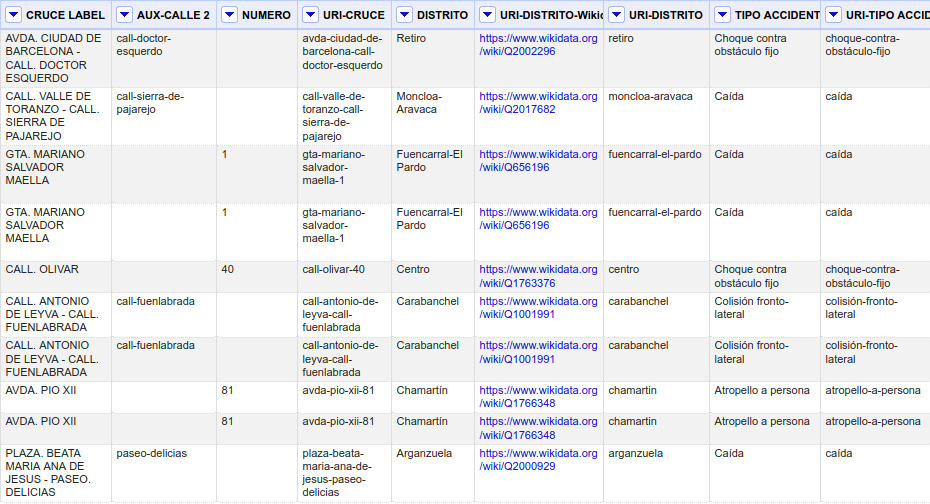 CRUCE LABEL AUX-CALLE 2 NUMERO URI-CRUCE DISTRITO URI-DISTRITO-Wikid URI-DISTRITO TIPO ACCIDENT URI-TIPO ACCID
AVDA. CIUDAD DE call-doctor- avda-ciudad-de- Retiro https://www.wikidata.org retiro Choque contra choque-contra-
BARCELONA - esquerdo barcelona-call- /wiki/Q2002296 obstáculo fijo obstáculo-fijo
CALL. DOCTOR doctor-esquerdo
ESQUERDO
CALL. VALLE DE call-sierra-de- call-valle-de- Moncloa- https://www.wikidata.org moncloa-aravaca Caída caída
TORANZO - CALL. pajarejo toranzo-call- Aravaca /wiki/Q2017682
SIERRA DE sierra-de-
PAJAREJO pajarejo
GTA. MARIANO 1 gta-mariano- Fuencarral-El https://www.wikidata.org fuencarral-el-pardo Caída caída
SALVADOR salvador- Pardo /wiki/Q656196
MAELLA maella-1
GTA. MARIANO 1 gta-mariano- Fuencarral-El https://www.wikidata.org fuencarral-el-pardo Caída caída
SALVADOR salvador- Pardo /wiki/Q656196
MAELLA maella-1
CALL. OLIVAR 40 call-olivar-40 Centro https://www.wikidata.org centro Choque contra choque-contra-
/wiki/Q1763376 obstáculo fijo obstáculo-fijo
CALL. ANTONIO call-fuenlabrada call-antonio-de- Carabanchel https://www.wikidata.org carabanchel Colisión fronto- colisión-fronto-
DE LEYVA - CALL. leyva-call- /wiki/Q1001991 lateral lateral
FUENLABRADA fuenlabrada
CALL. ANTONIO call-fuenlabrada call-antonio-de- Carabanchel https://www.wikidata.org carabanchel Colisión fronto- colisión-fronto-
DE LEYVA - CALL. leyva-call- /wiki/Q1001991 lateral lateral
FUENLABRADA fuenlabrada
AVDA. PIO XII 81 avda-pio-xii-81 Chamartín https://www.wikidata.org chamartin Atropello a persona atropello-a-persona
/wiki/Q1766348
AVDA. PIO XII 81 avda-pio-xii-81 Chamartín https://www.wikidata.org chamartin Atropello a persona atropello-a-persona
/wiki/Q1766348
PLAZA. BEATA paseo-delicias plaza-beata- Arganzuela https://www.wikidata.org arganzuela Caída caída
MARIA ANA DE maria-ana-de- /wiki/Q2000929
JESUS - PASEO. jesus-paseo-
DELICIAS delicias